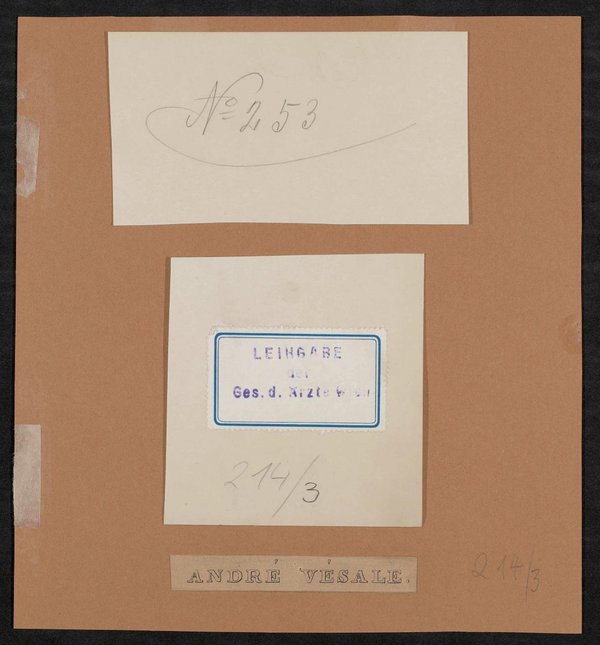 Nº 253
LEIHGABE
der
Ges. d. Ärzte Wien
214/3
ANDRÉ VÉSALE.
214/3